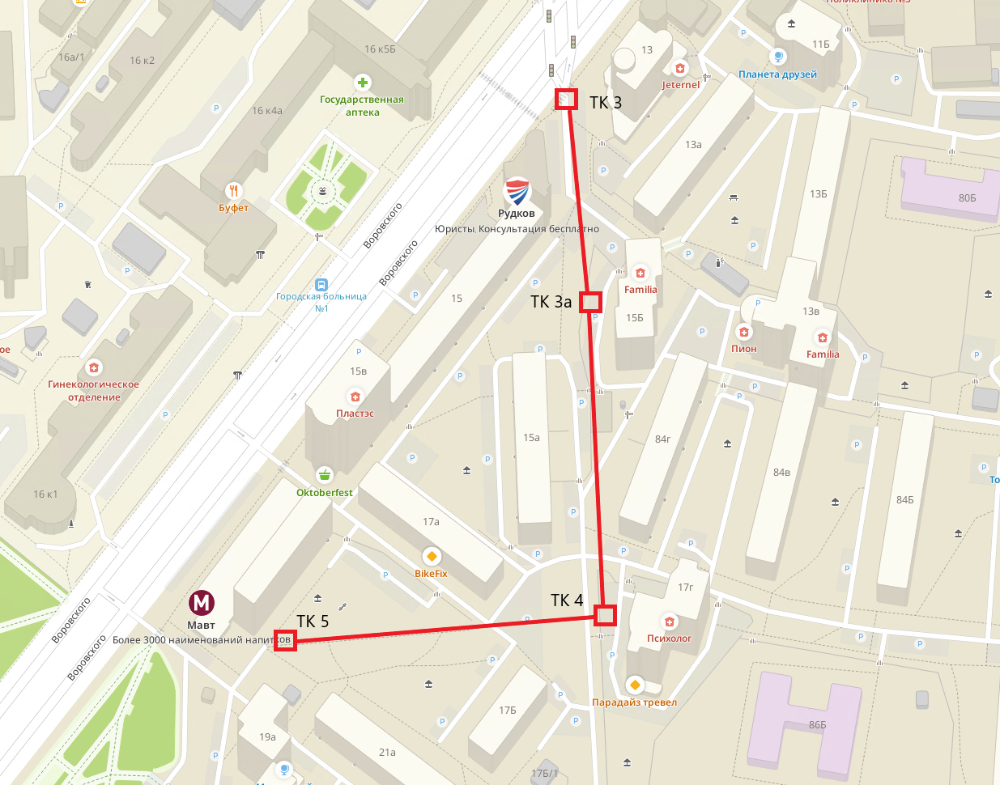 Поликлиника №5
16а/1
16 к2
16 к5Б
13
11Б
Jeternel
Планета друзей
P
Государственная
аптека
ТК 3
16 к4а
P
P
P
13а
P
13Б
80Б
Буфет
P
Рудков
Юристы, Консультация бесплатно
Воровского
Воровского
P
P
P
P
Городская больница
№1
P
P
Familia
15
ТК 3а
P
P
15Б
13в
Пион
Familia
ое
P
P
15в
P
P
P
Гинекологическое
отделение
P
Пластэс
P
P
P
15а
84г
P
P
P
84в
P
16 к1
Oktoberfest
То
84Б
17а
P
P
P
BikeFix
P
P
17г
ТК 4
Мавт
Воровского
Более 3000 наименований напитков
ТК 5
P
Психолог
P
P
Воровского
P
P
Парадайз тревел
P
17Б
P
P
86Б
19а
21а
P
17Б/1